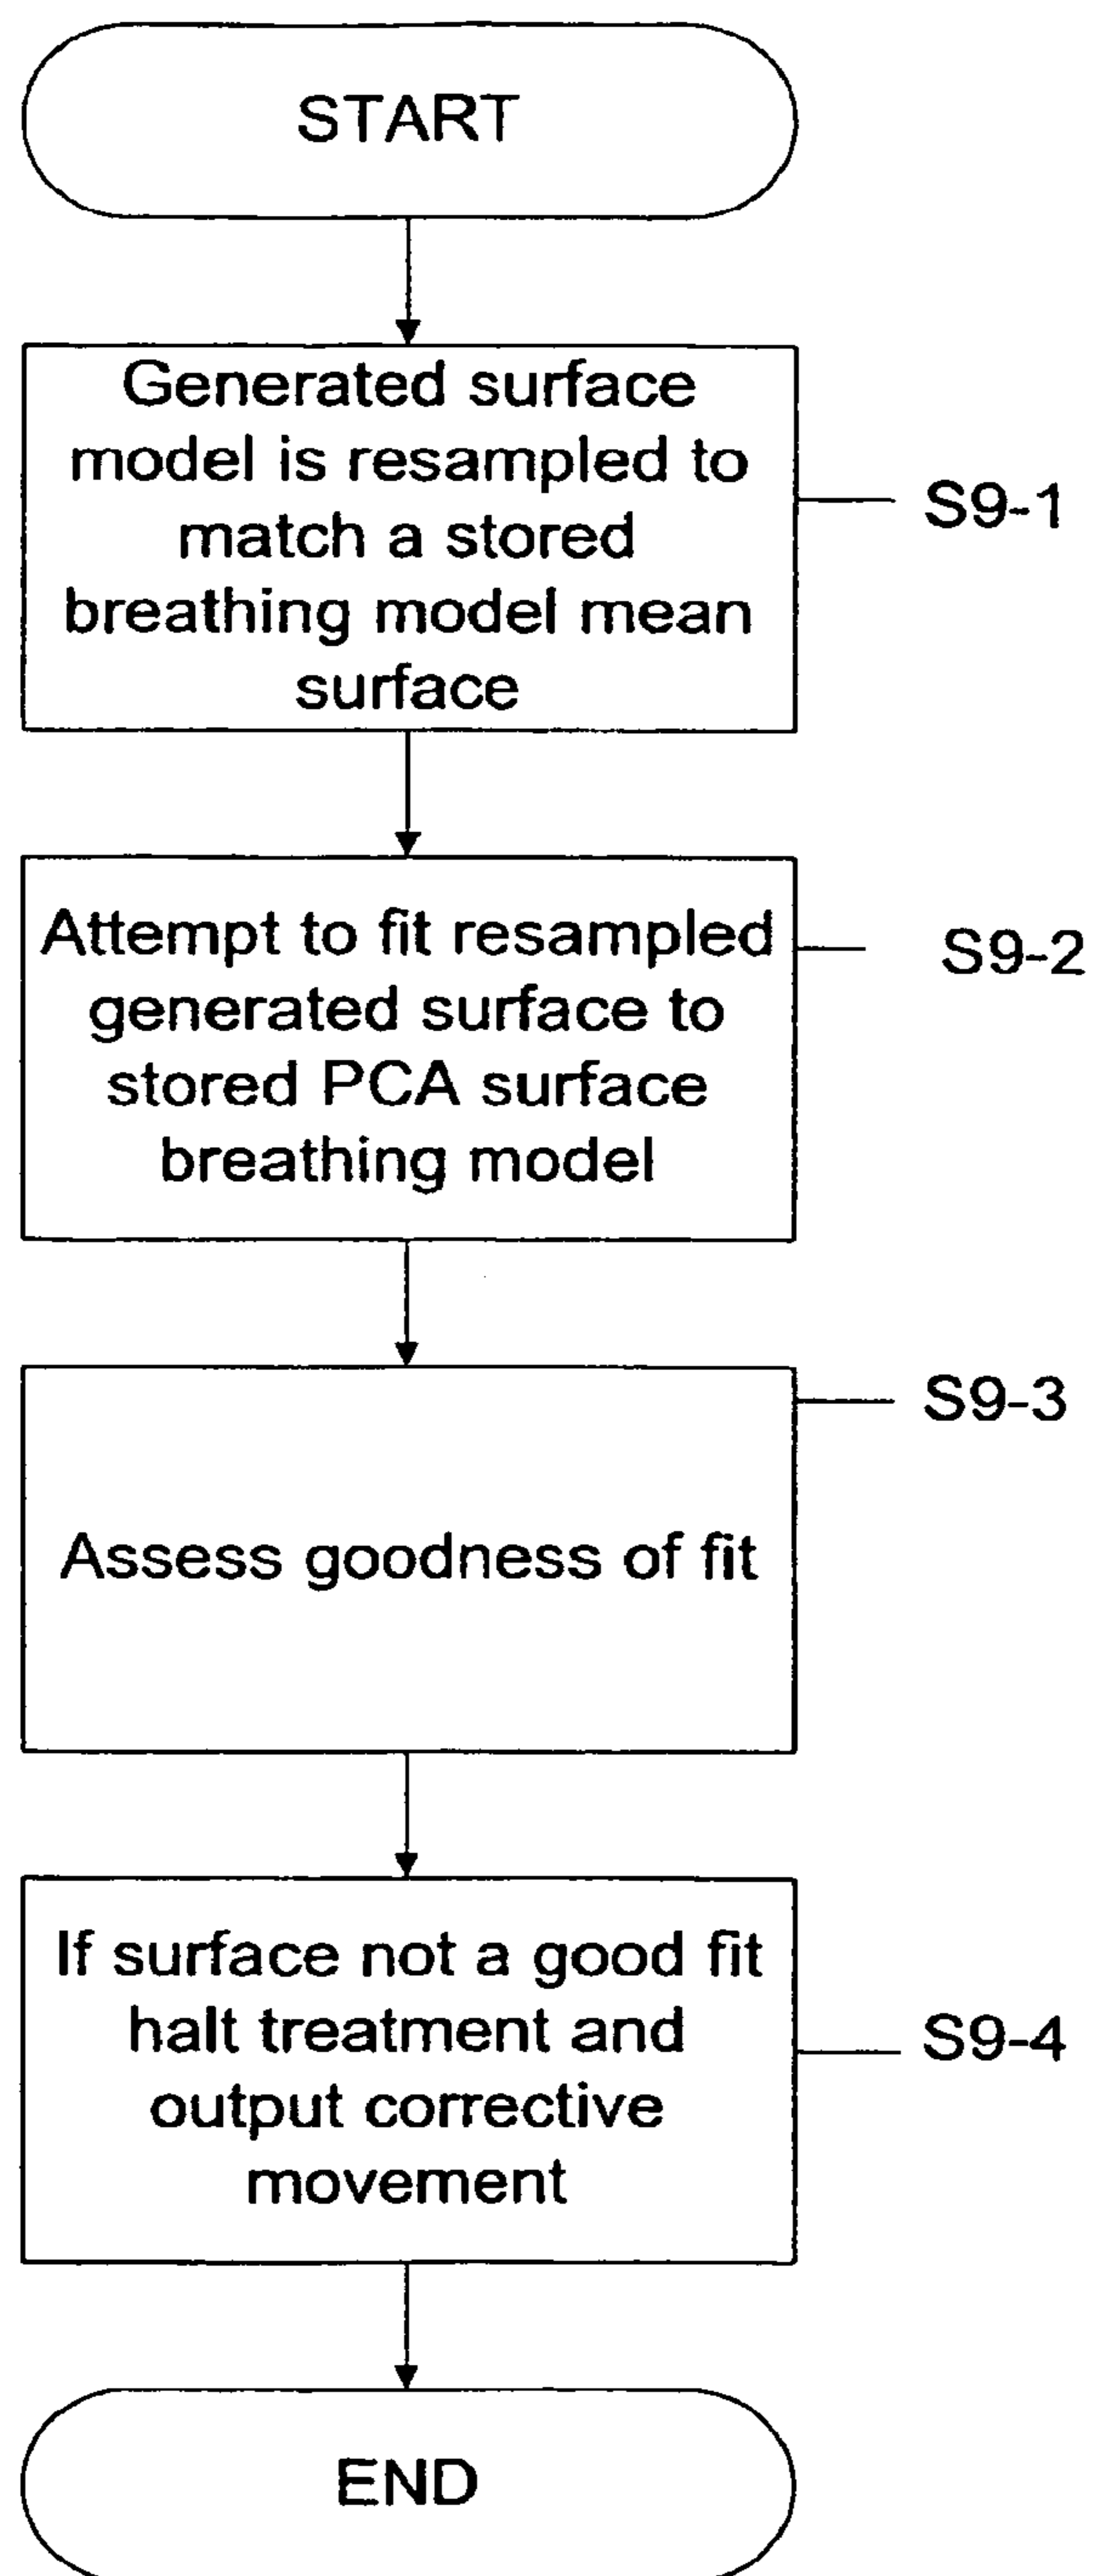 START
Generated surface
model is resampled to
match a stored
breathing model mean
surface
S9-1
Attempt to fit resampled
generated surface to
stored PCA surface
breathing model
S9-2
Assess goodness of fit
S9-3
If surface not a good fit
halt treatment and
output corrective
movement
S9-4
END